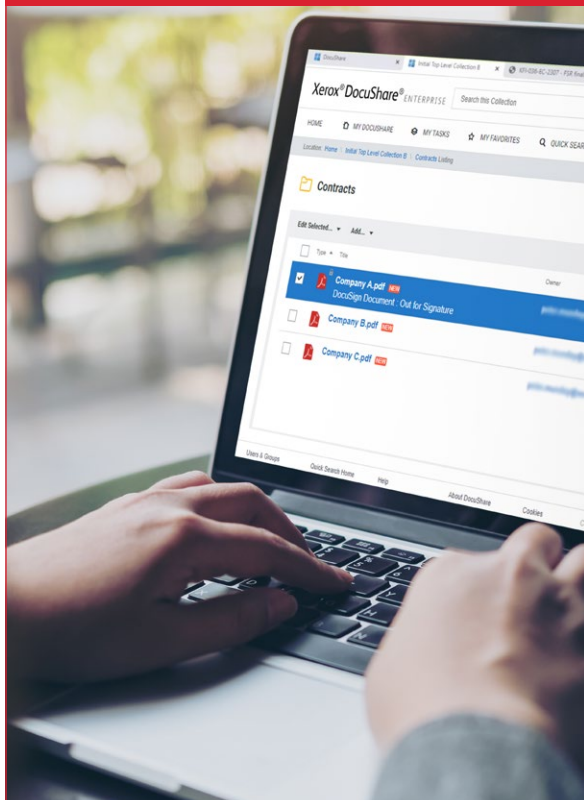 DocuShare
Initial Top Level Collection B
Xerox® DocuShare® ENTERPRISE
Search this Collection
HOME
MY DOCUSHARE
MY TASKS
MY FAVORITES
QUICK SEAR
Location: Home | Initial Top Level Collection B | Contracts Listing
Contracts
Edit Selected...
Add...
Type
Title
Owner
Company A.pdf NEW
DocuSign Document : Out for Signature
Company B.pdf NEW
Company C.pdf NEW
Users & Groups
Quick Search Home
Help
About DocuShare
Cookies